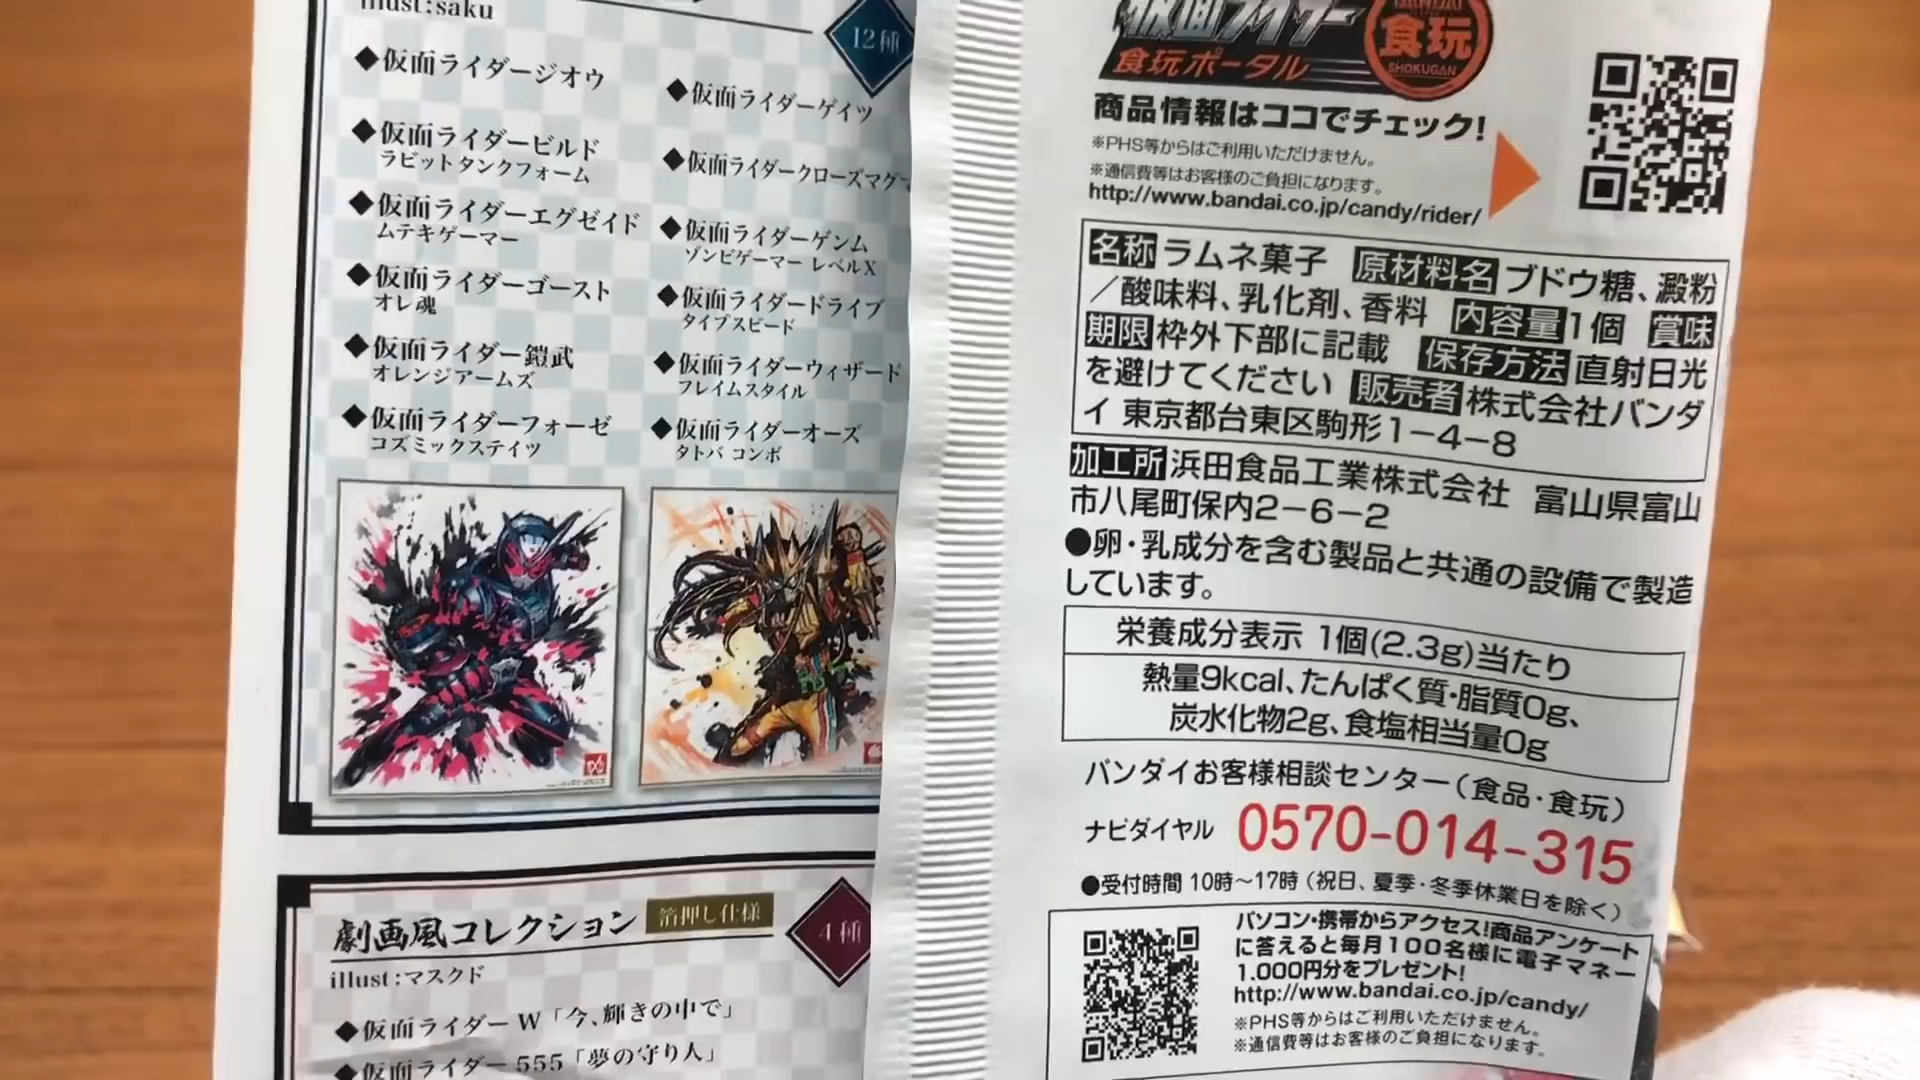 illust:saku
12種
◆仮面ライダージオウ
◆仮面ライダービルド
ラビットタンクフォーム
◆仮面ライダーエグゼイド
ムテキゲーマー
◆仮面ライダーゴースト
オレ魂
◆仮面ライダー鎧武
オレンジアームズ
◆仮面ライダーフォーゼ
コズミックステイツ
◆仮面ライダーゲイツ
◆仮面ライダークローズマグマ
◆仮面ライダーゲンム
ゾンビゲーマー レベルX
◆仮面ライダードライブ
タイプスピード
◆仮面ライダーウィザード
フレイムスタイル
◆仮面ライダーオーズ
タトバ コンボ
劇画風コレクション 箔押し仕様
4種
illust:マスクド
◆仮面ライダーW「今、輝きの中で」
◆仮面ライダー555「夢の守り人」
仮面ライダー
食玩ポータル
BANDAI
食玩
SHOKUGAN
商品情報はココでチェック!
※PHS等からはご利用いただけません。
※通信費等はお客様のご負担になります。
http://www.bandai.co.jp/candy/rider/
名称 ラムネ菓子 原材料名 ブドウ糖、澱粉
/酸味料、乳化剤、香料 内容量 1個 賞味
期限 枠外下部に記載 保存方法 直射日光
を避けてください 販売者 株式会社バンダ
イ 東京都台東区駒形1-4-8
加工所 浜田食品工業株式会社 富山県富山
市八尾町保内2-6-2
●卵・乳成分を含む製品と共通の設備で製造
しています。
栄養成分表示 1個(2.3g)当たり
熱量9kcal、たんぱく質・脂質0g、
炭水化物2g、食塩相当量0g
バンダイお客様相談センター(食品・食玩)
ナビダイヤル 0570-014-315
●受付時間 10時～17時(祝日、夏季・冬季休業日を除く)
パソコン・携帯からアクセス!商品アンケート
に答えると毎月100名様に電子マネー
1,000円分をプレゼント!
http://www.bandai.co.jp/candy/
※PHS等からはご利用いただけません。
※通信費等はお客様のご負担になります。